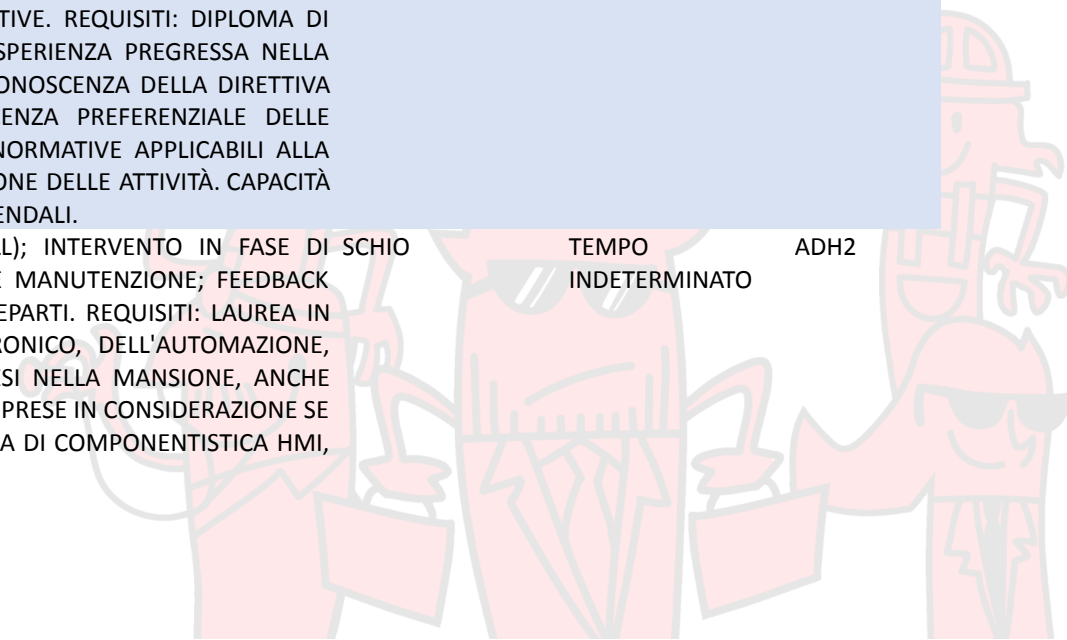 TIVE. REQUISITI: DIPLOMA DI
SPERIENZA PREGRESSA NELLA
ONOSCENZA DELLA DIRETTIVA
ENZA PREFERENZIALE DELLE
NORMATIVE APPLICABILI ALLA
ONE DELLE ATTIVITÀ. CAPACITÀ
ENDALI.
L); INTERVENTO IN FASE DI SCHIO TEMPO ADH2
E MANUTENZIONE; FEEDBACK INDETERMINATO
EPARTI. REQUISITI: LAUREA IN
RONICO, DELL'AUTOMAZIONE,
ESI NELLA MANSIONE, ANCHE
PRESE IN CONSIDERAZIONE SE
A DI COMPONENTISTICA HMI,